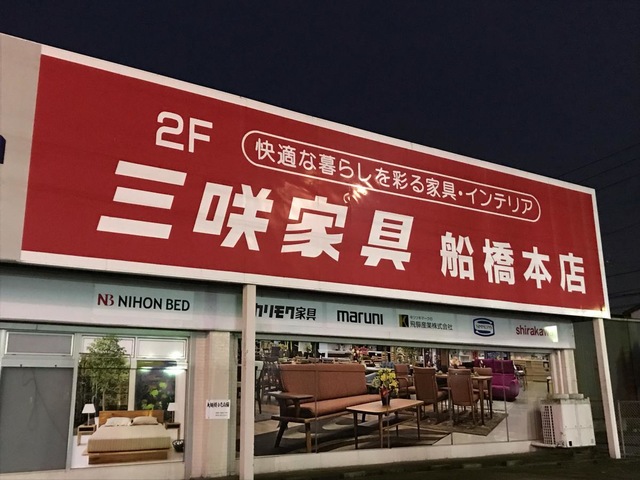 2F
快適な暮らしを彩る家具・インテリア
三咲家具 船橋本店
NB NIHON BED
カリモク家具
maruni
飛騨産業株式会社
SIMMONS
shirakawa